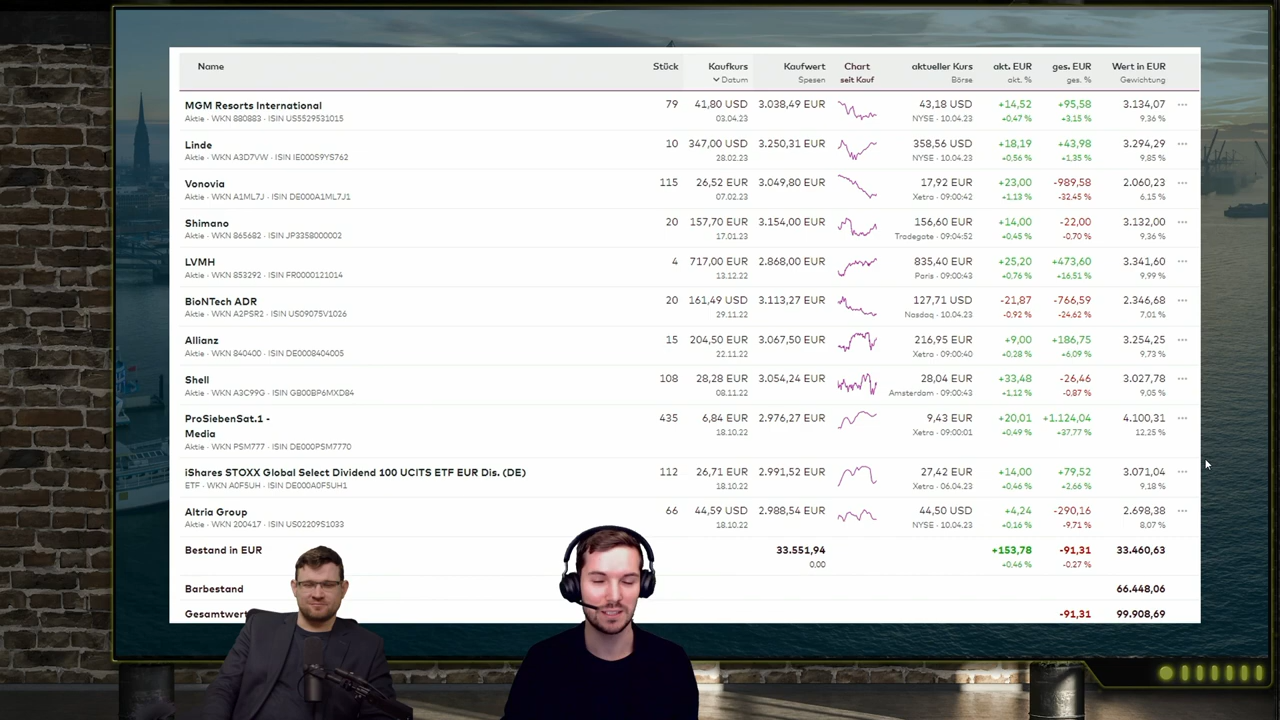 Name Stück Kaufkurs Kaufwert Chart aktueller Kurs akt. EUR ges. EUR Wert in EUR
Datum Spesen seit Kauf Börse akt. % ges. % Gewichtung
MGM Resorts International 79 41,80 USD 3.038,49 EUR 43,18 USD +14,52 +95,58 3.134,07 ...
Aktie · WKN 880883 · ISIN US5529531015 03.04.23 NYSE · 10.04.23 +0,47 % +3,15 % 9,36 %
Linde 10 347,00 USD 3.250,31 EUR 358,56 USD +18,19 +43,98 3.294,29 ...
Aktie · WKN A3D7VW · ISIN IE000S9YS762 28.02.23 NYSE · 10.04.23 +0,56 % +1,35 % 9,85 %
Vonovia 115 26,52 EUR 3.049,80 EUR 17,92 EUR +23,00 -989,58 2.060,23 ...
Aktie · WKN A1ML7J · ISIN DE000A1ML7J1 07.02.23 Xetra · 09:00:42 +1,13 % -32,45 % 6,15 %
Shimano 20 157,70 EUR 3.154,00 EUR 156,60 EUR +14,00 -22,00 3.132,00 ...
Aktie · WKN 865682 · ISIN JP3358000002 17.01.23 Tradegate · 09:04:52 +0,45 % -0,70 % 9,36 %
LVMH 4 717,00 EUR 2.868,00 EUR 835,40 EUR +25,20 +473,60 3.341,60 ...
Aktie · WKN 853292 · ISIN FR0000121014 13.12.22 Paris · 09:00:43 +0,76 % +16,51 % 9,99 %
BioNTech ADR 20 161,49 USD 3.113,27 EUR 127,71 USD -21,87 -766,59 2.346,68 ...
Aktie · WKN A2PSR2 · ISIN US09075V1026 29.11.22 Nasdaq · 10.04.23 -0,92 % -24,62 % 7,01 %
Allianz 15 204,50 EUR 3.067,50 EUR 216,95 EUR +9,00 +186,75 3.254,25 ...
Aktie · WKN 840400 · ISIN DE0008404005 22.11.22 Xetra · 09:00:40 +0,28 % +6,09 % 9,73 %
Shell 108 28,28 EUR 3.054,24 EUR 28,04 EUR +33,48 -26,46 3.027,78 ...
Aktie · WKN A3C99G · ISIN GB00BP6MXD84 08.11.22 Amsterdam · 09:00:43 +1,12 % -0,87 % 9,05 %
ProSiebenSat.1 - 435 6,84 EUR 2.976,27 EUR 9,43 EUR +20,01 +1.124,04 4.100,31 ...
Media 18.10.22 Xetra · 09:00:01 +0,49 % +37,77 % 12,25 %
Aktie · WKN PSM777 · ISIN DE000PSM7770
iShares STOXX Global Select Dividend 100 UCITS ETF EUR Dis. (DE) 112 26,71 EUR 2.991,52 EUR 27,42 EUR +14,00 +79,52 3.071,04 ...
ETF · WKN A0F5UH · ISIN DE000A0F5UH1 18.10.22 Xetra · 06.04.23 +0,46 % +2,66 % 9,18 %
Altria Group 66 44,59 USD 2.988,54 EUR 44,50 USD +4,24 -290,16 2.698,38 ...
Aktie · WKN 200417 · ISIN US02209S1033 18.10.22 NYSE · 10.04.23 +0,16 % -9,71 % 8,07 %
Bestand in EUR 33.551,94 +153,78 -91,31 33.460,63
0,00 +0,46 % -0,27 %
Barbestand 66.448,06
Gesamtwert -91,31 99.908,69